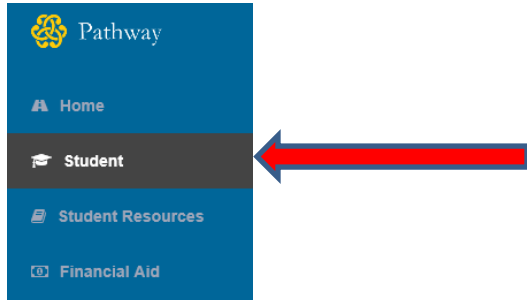 Pathway
Home
Student
Student Resources
Financial Aid